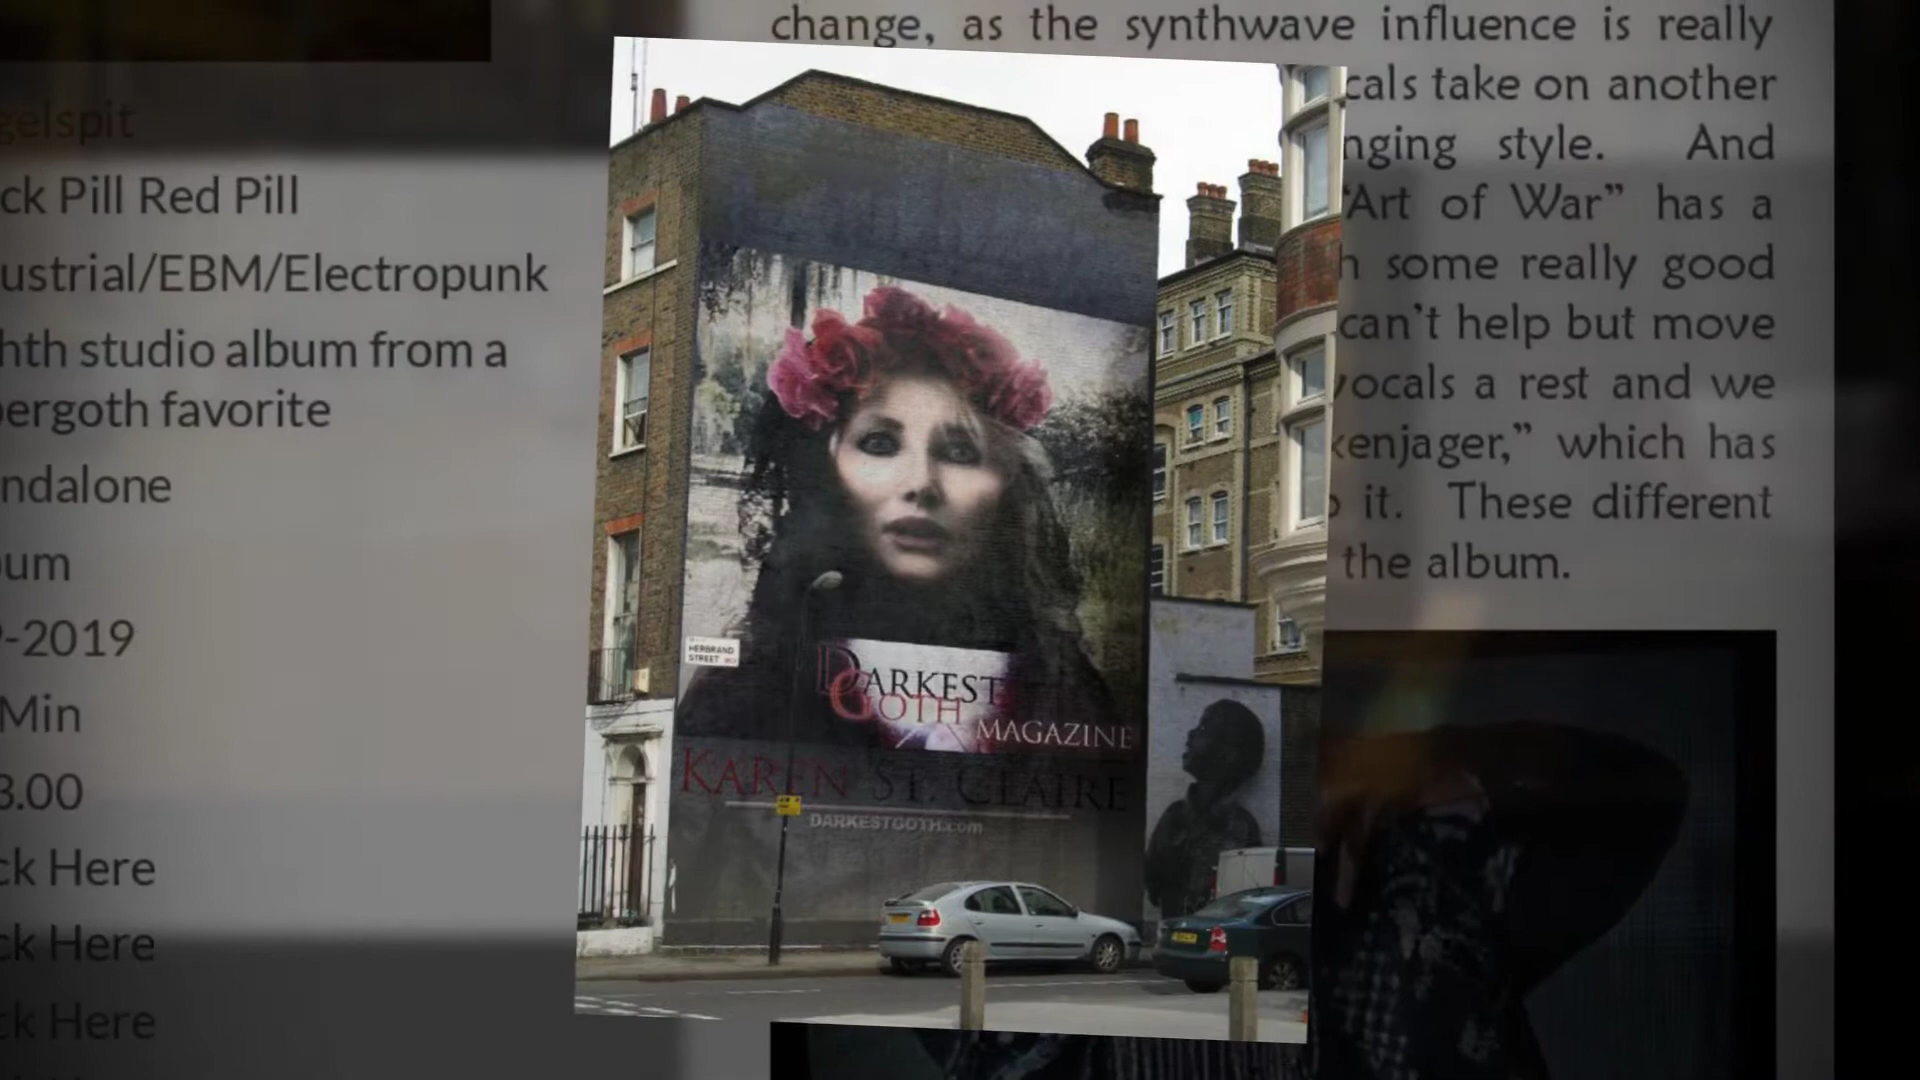 gelspit
ck Pill Red Pill
ustrial/EBM/Electropunk
hth studio album from a
ergoth favorite
ndalone
um
-2019
Min
3.00
ck Here
ck Here
ck Here
change, as the synthwave influence is really
cals take on another
nging style. And
“Art of War” has a
h some really good
can't help but move
vocals a rest and we
kenjager,” which has
it. These different
the album.
HERBRAND
STREET
DARKEST
GOTH MAGAZINE
KAREN ST. CLAIRE
DARKESTGOTH.com